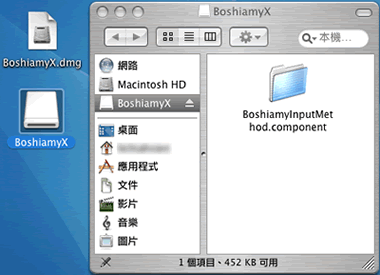 BoshiamyX.dmg
BoshiamyX
BoshiamyX
本機...
網路
Macintosh HD
BoshiamyX
桌面
應用程式
文件
影片
音樂
圖片
BoshiamyInputMet
hod.component
1 個項目、452 KB 可用